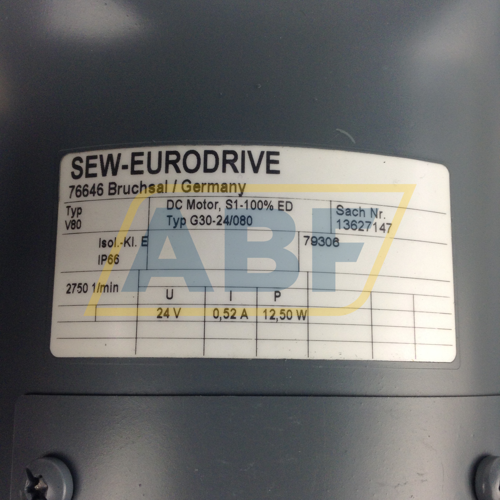 SEW-EURODRIVE
76646 Bruchsal / Germany
Typ DC Motor, S1-100% ED Sach Nr.
V80 Typ G30-24/080 13627147
Isol.-Kl. E 79306
IP66
2750 1/min U I P
24 V 0,52 A 12,50 W
ABF